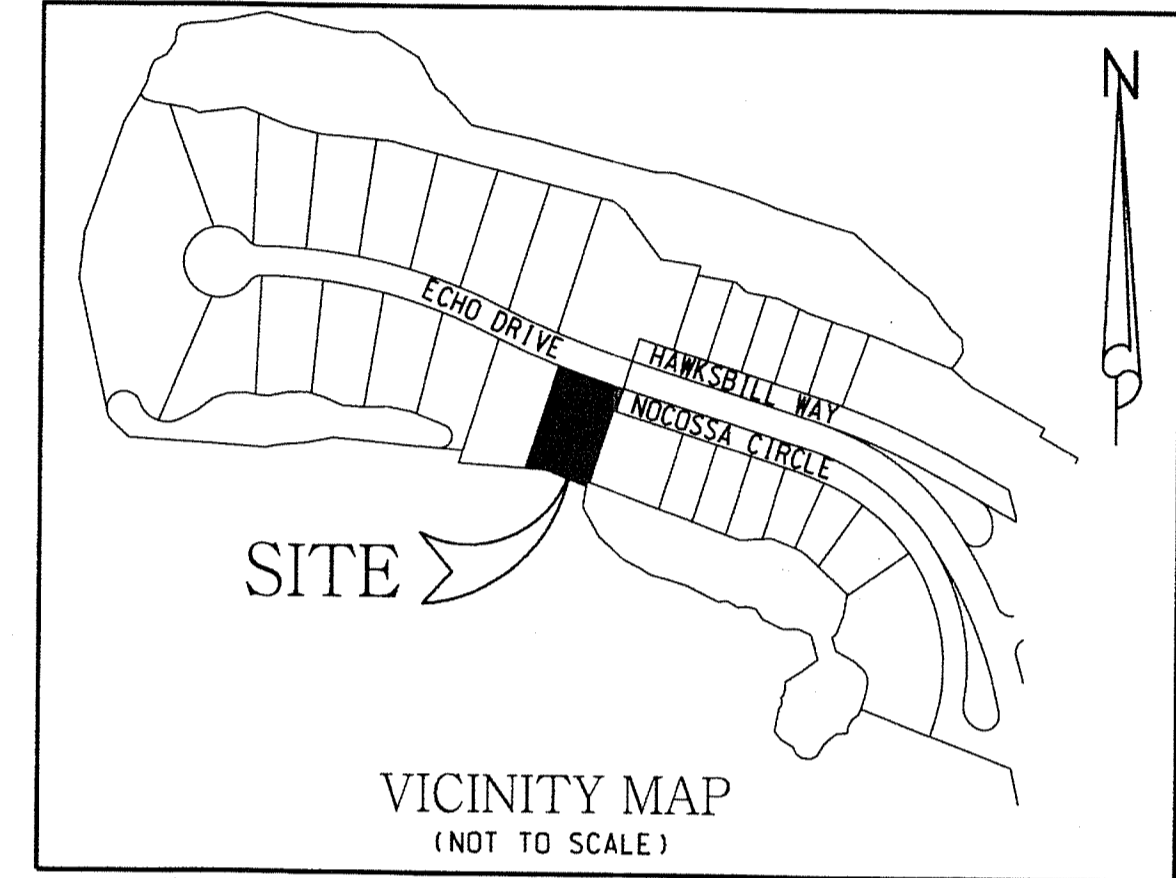 N
ECHO DRIVE
HAWKSBILL WAY
NOCOSSA CIRCLE
SITE
VICINITY MAP
(NOT TO SCALE)